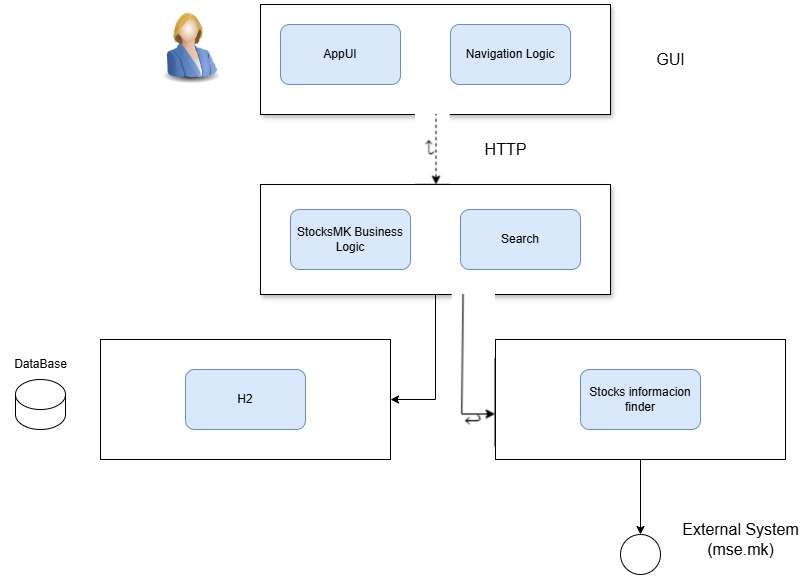 AppUI
Navigation Logic
GUI
HTTP
StocksMK Business
Logic
Search
DataBase
H2
Stocks informacion
finder
External System
(mse.mk)